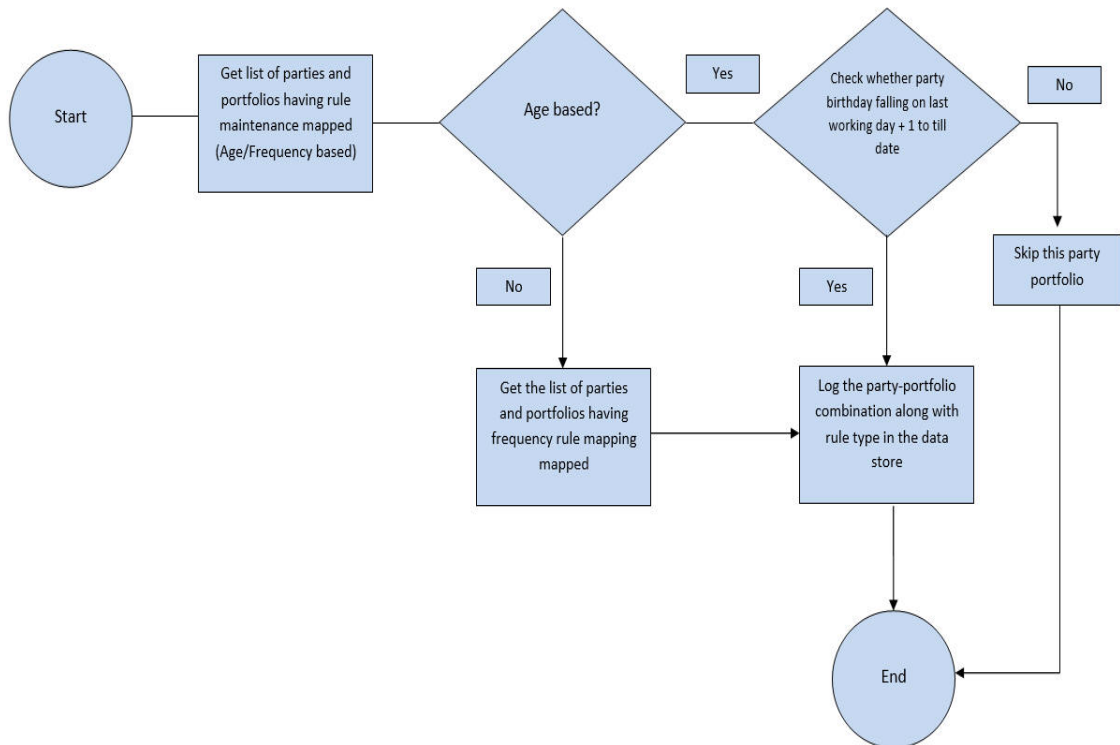 Start
Get list of parties and
portfolios having rule
maintenance mapped
(Age/Frequency based)
Age based?
Yes
Check whether party
birthday falling on last
working day + 1 to till
date
No
No
Yes
Skip this party
portfolio
Get the list of parties
and portfolios having
frequency rule mapping
mapped
Log the party-portfolio
combination along with
rule type in the data
store
End